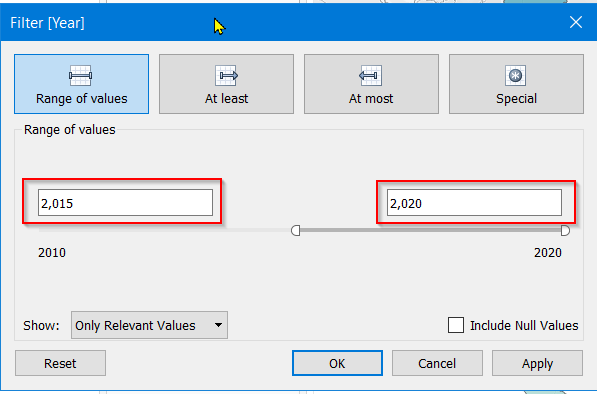 Filter [Year]
Range of values
At least
At most
Special
Range of values
2,015
2,020
2010
2020
Show:
Only Relevant Values
Include Null Values
Reset
OK
Cancel
Apply